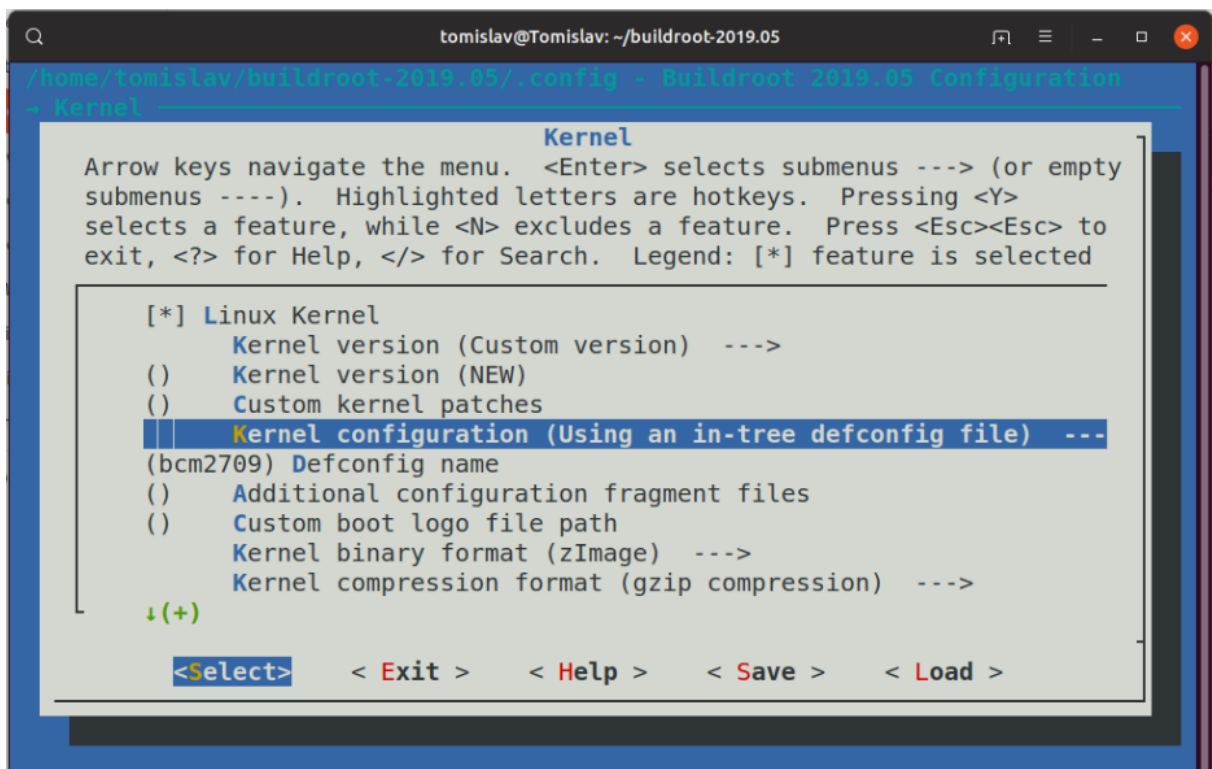 tomislav@Tomislav: ~/buildroot-2019.05
/home/tomislav/buildroot-2019.05/.config - Buildroot 2019.05 Configuration
→ Kernel
Kernel
Arrow keys navigate the menu.  <Enter> selects submenus ---> (or empty
submenus ----).  Highlighted letters are hotkeys.  Pressing <Y>
selects a feature, while <N> excludes a feature.  Press <Esc><Esc> to
exit, <?> for Help, </> for Search.  Legend: [*] feature is selected
[*] Linux Kernel
Kernel version (Custom version)  --->
()    Kernel version (NEW)
()    Custom kernel patches
Kernel configuration (Using an in-tree defconfig file)  ---
(bcm2709) Defconfig name
()    Additional configuration fragment files
()    Custom boot logo file path
Kernel binary format (zImage)  --->
Kernel compression format (gzip compression)  --->
↓(+)
<Select>    < Exit >    < Help >    < Save >    < Load >